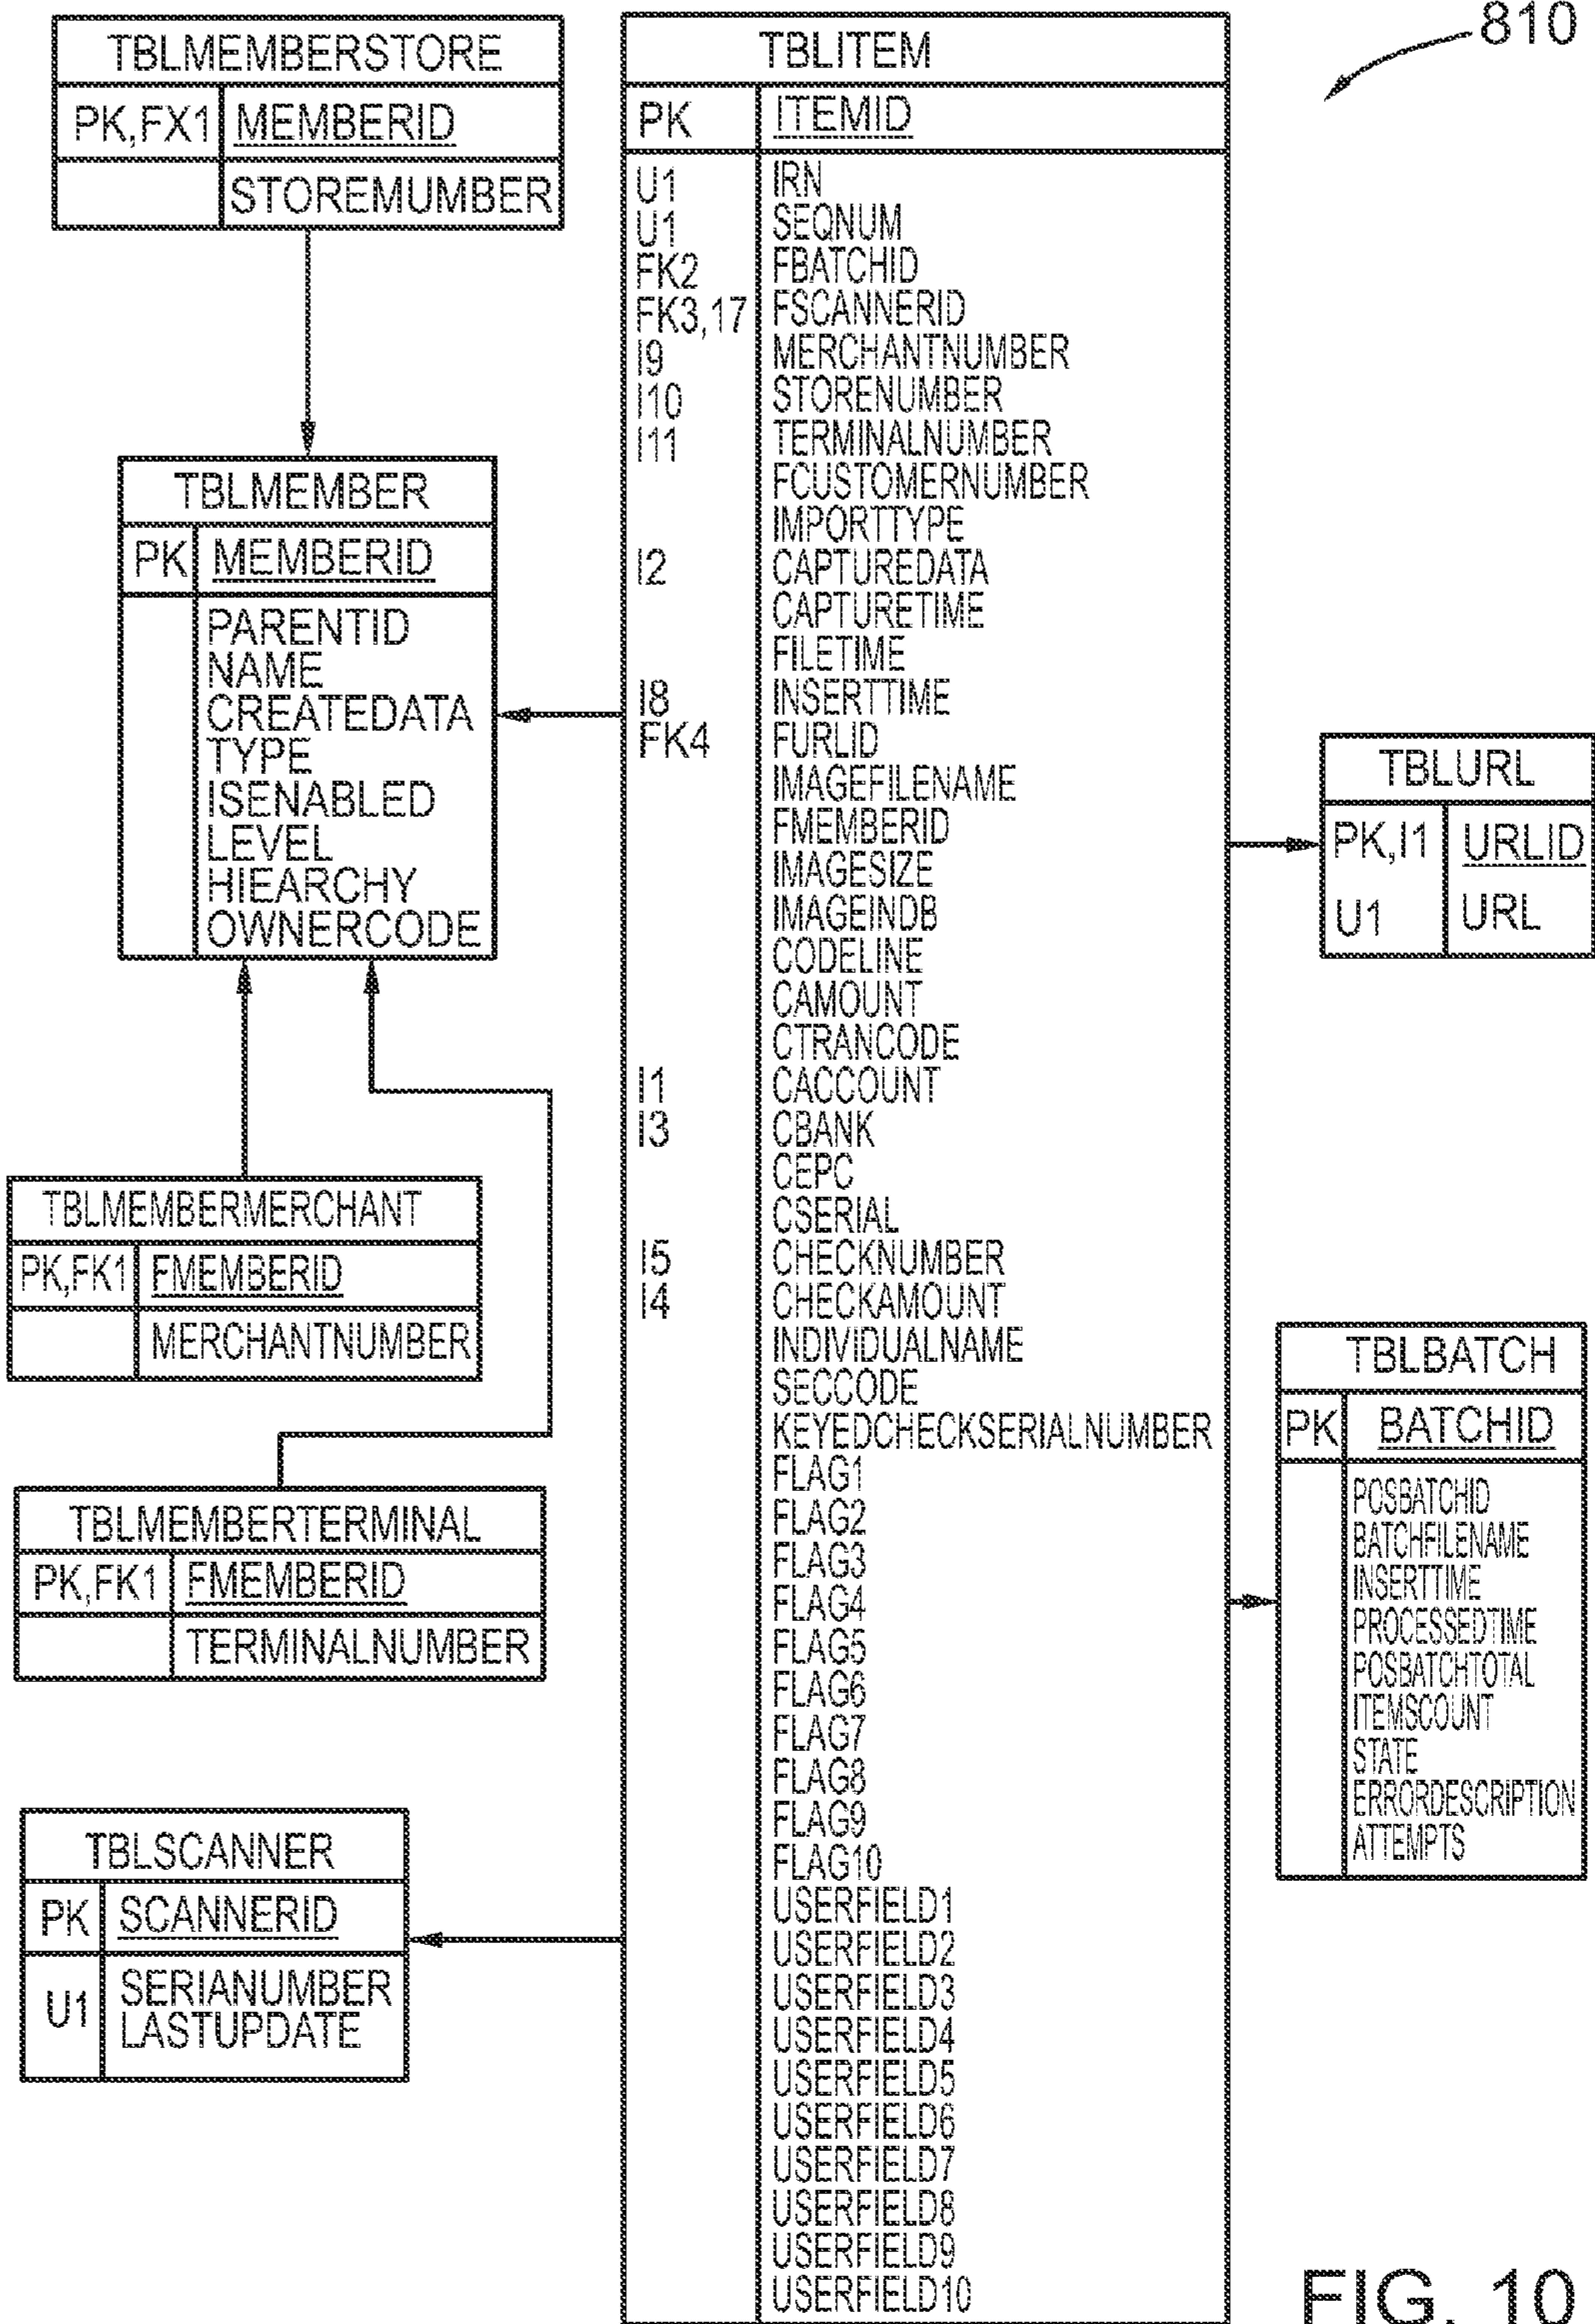 810
TBLMEMBERSTORE
PK,FX1 MEMBERID
STOREMUMBER
TBLMEMBER
PK MEMBERID
PARENTID
NAME
CREATEDATA
TYPE
ISENABLED
LEVEL
HIEARCHY
OWNERCODE
TBLMEMBERMERCHANT
PK,FK1 FMEMBERID
MERCHANTNUMBER
TBLMEMBERTERMINAL
PK,FK1 FMEMBERID
TERMINALNUMBER
TBLSCANNER
PK SCANNERID
U1 SERIANUMBER
LASTUPDATE
TBLITEM
PK ITEMID
U1 IRN
U1 SEQNUM
FK2 FBATCHID
FK3,17 FSCANNERID
I9 MERCHANTNUMBER
I10 STORENUMBER
I11 TERMINALNUMBER
FCUSTOMERNUMBER
IMPORTTYPE
I2 CAPTUREDATA
CAPTURETIME
FILETIME
I8 INSERTTIME
FK4 FURLID
IMAGEFILENAME
FMEMBERID
IMAGESIZE
IMAGEINDB
CODELINE
CAMOUNT
CTRANCODE
I1 CACCOUNT
I3 CBANK
CEPC
CSERIAL
I5 CHECKNUMBER
I4 CHECKAMOUNT
INDIVIDUALNAME
SECCODE
KEYEDCHECKSERIALNUMBER
FLAG1
FLAG2
FLAG3
FLAG4
FLAG5
FLAG6
FLAG7
FLAG8
FLAG9
FLAG10
USERFIELD1
USERFIELD2
USERFIELD3
USERFIELD4
USERFIELD5
USERFIELD6
USERFIELD7
USERFIELD8
USERFIELD9
USERFIELD10
TBLURL
PK,I1 URLID
U1 URL
TBLBATCH
PK BATCHID
POSBATCHID
BATCHFILENAME
INSERTTIME
PROCESSEDTIME
POSBATCHTOTAL
ITEMSCOUNT
STATE
ERRORDESCRIPTION
ATTEMPTS
FIG. 10